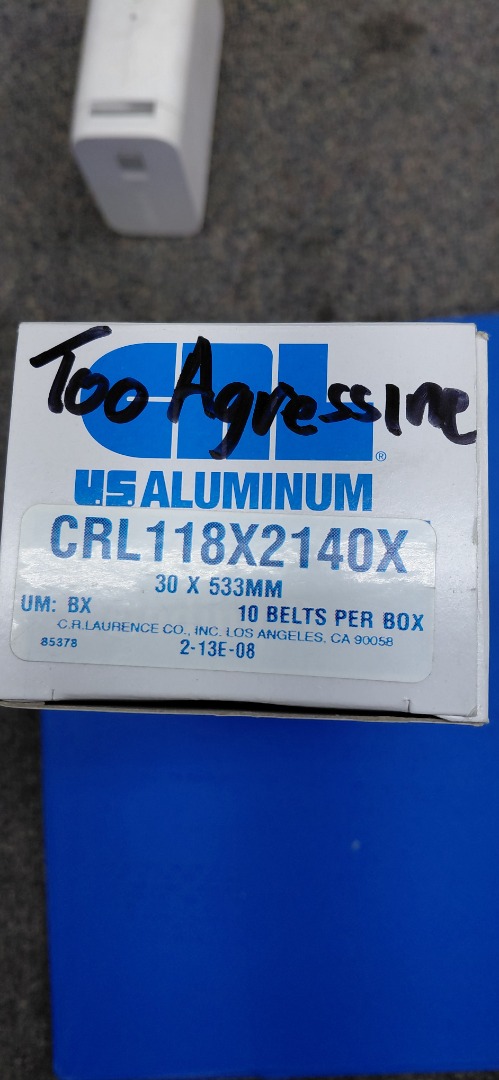 Too Agressive
CRL
®
U.S. ALUMINUM
CRL118X2140X
30 X 533MM
UM: BX
10 BELTS PER BOX
C.R.LAURENCE CO., INC. LOS ANGELES, CA 90058
85378
2-13E-08